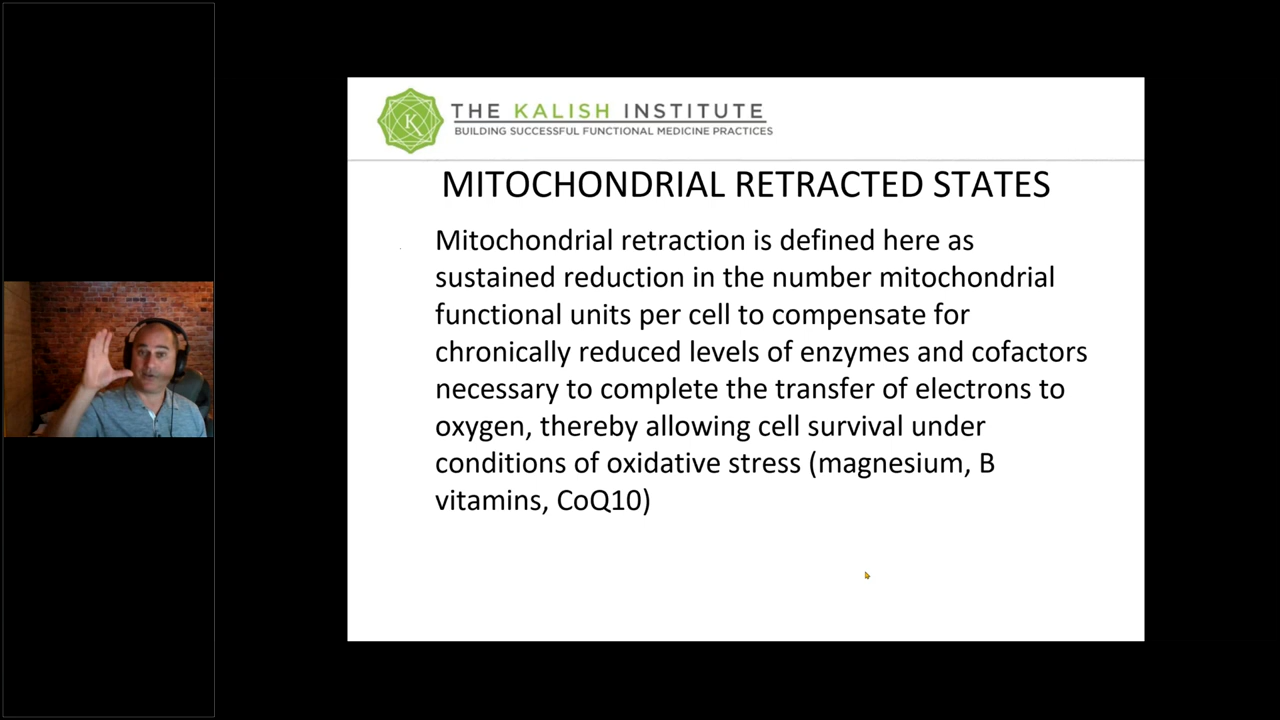 K
THE KALISH INSTITUTE
BUILDING SUCCESSFUL FUNCTIONAL MEDICINE PRACTICES
MITOCHONDRIAL RETRACTED STATES
Mitochondrial retraction is defined here as
sustained reduction in the number mitochondrial
functional units per cell to compensate for
chronically reduced levels of enzymes and cofactors
necessary to complete the transfer of electrons to
oxygen, thereby allowing cell survival under
conditions of oxidative stress (magnesium, B
vitamins, CoQ10)